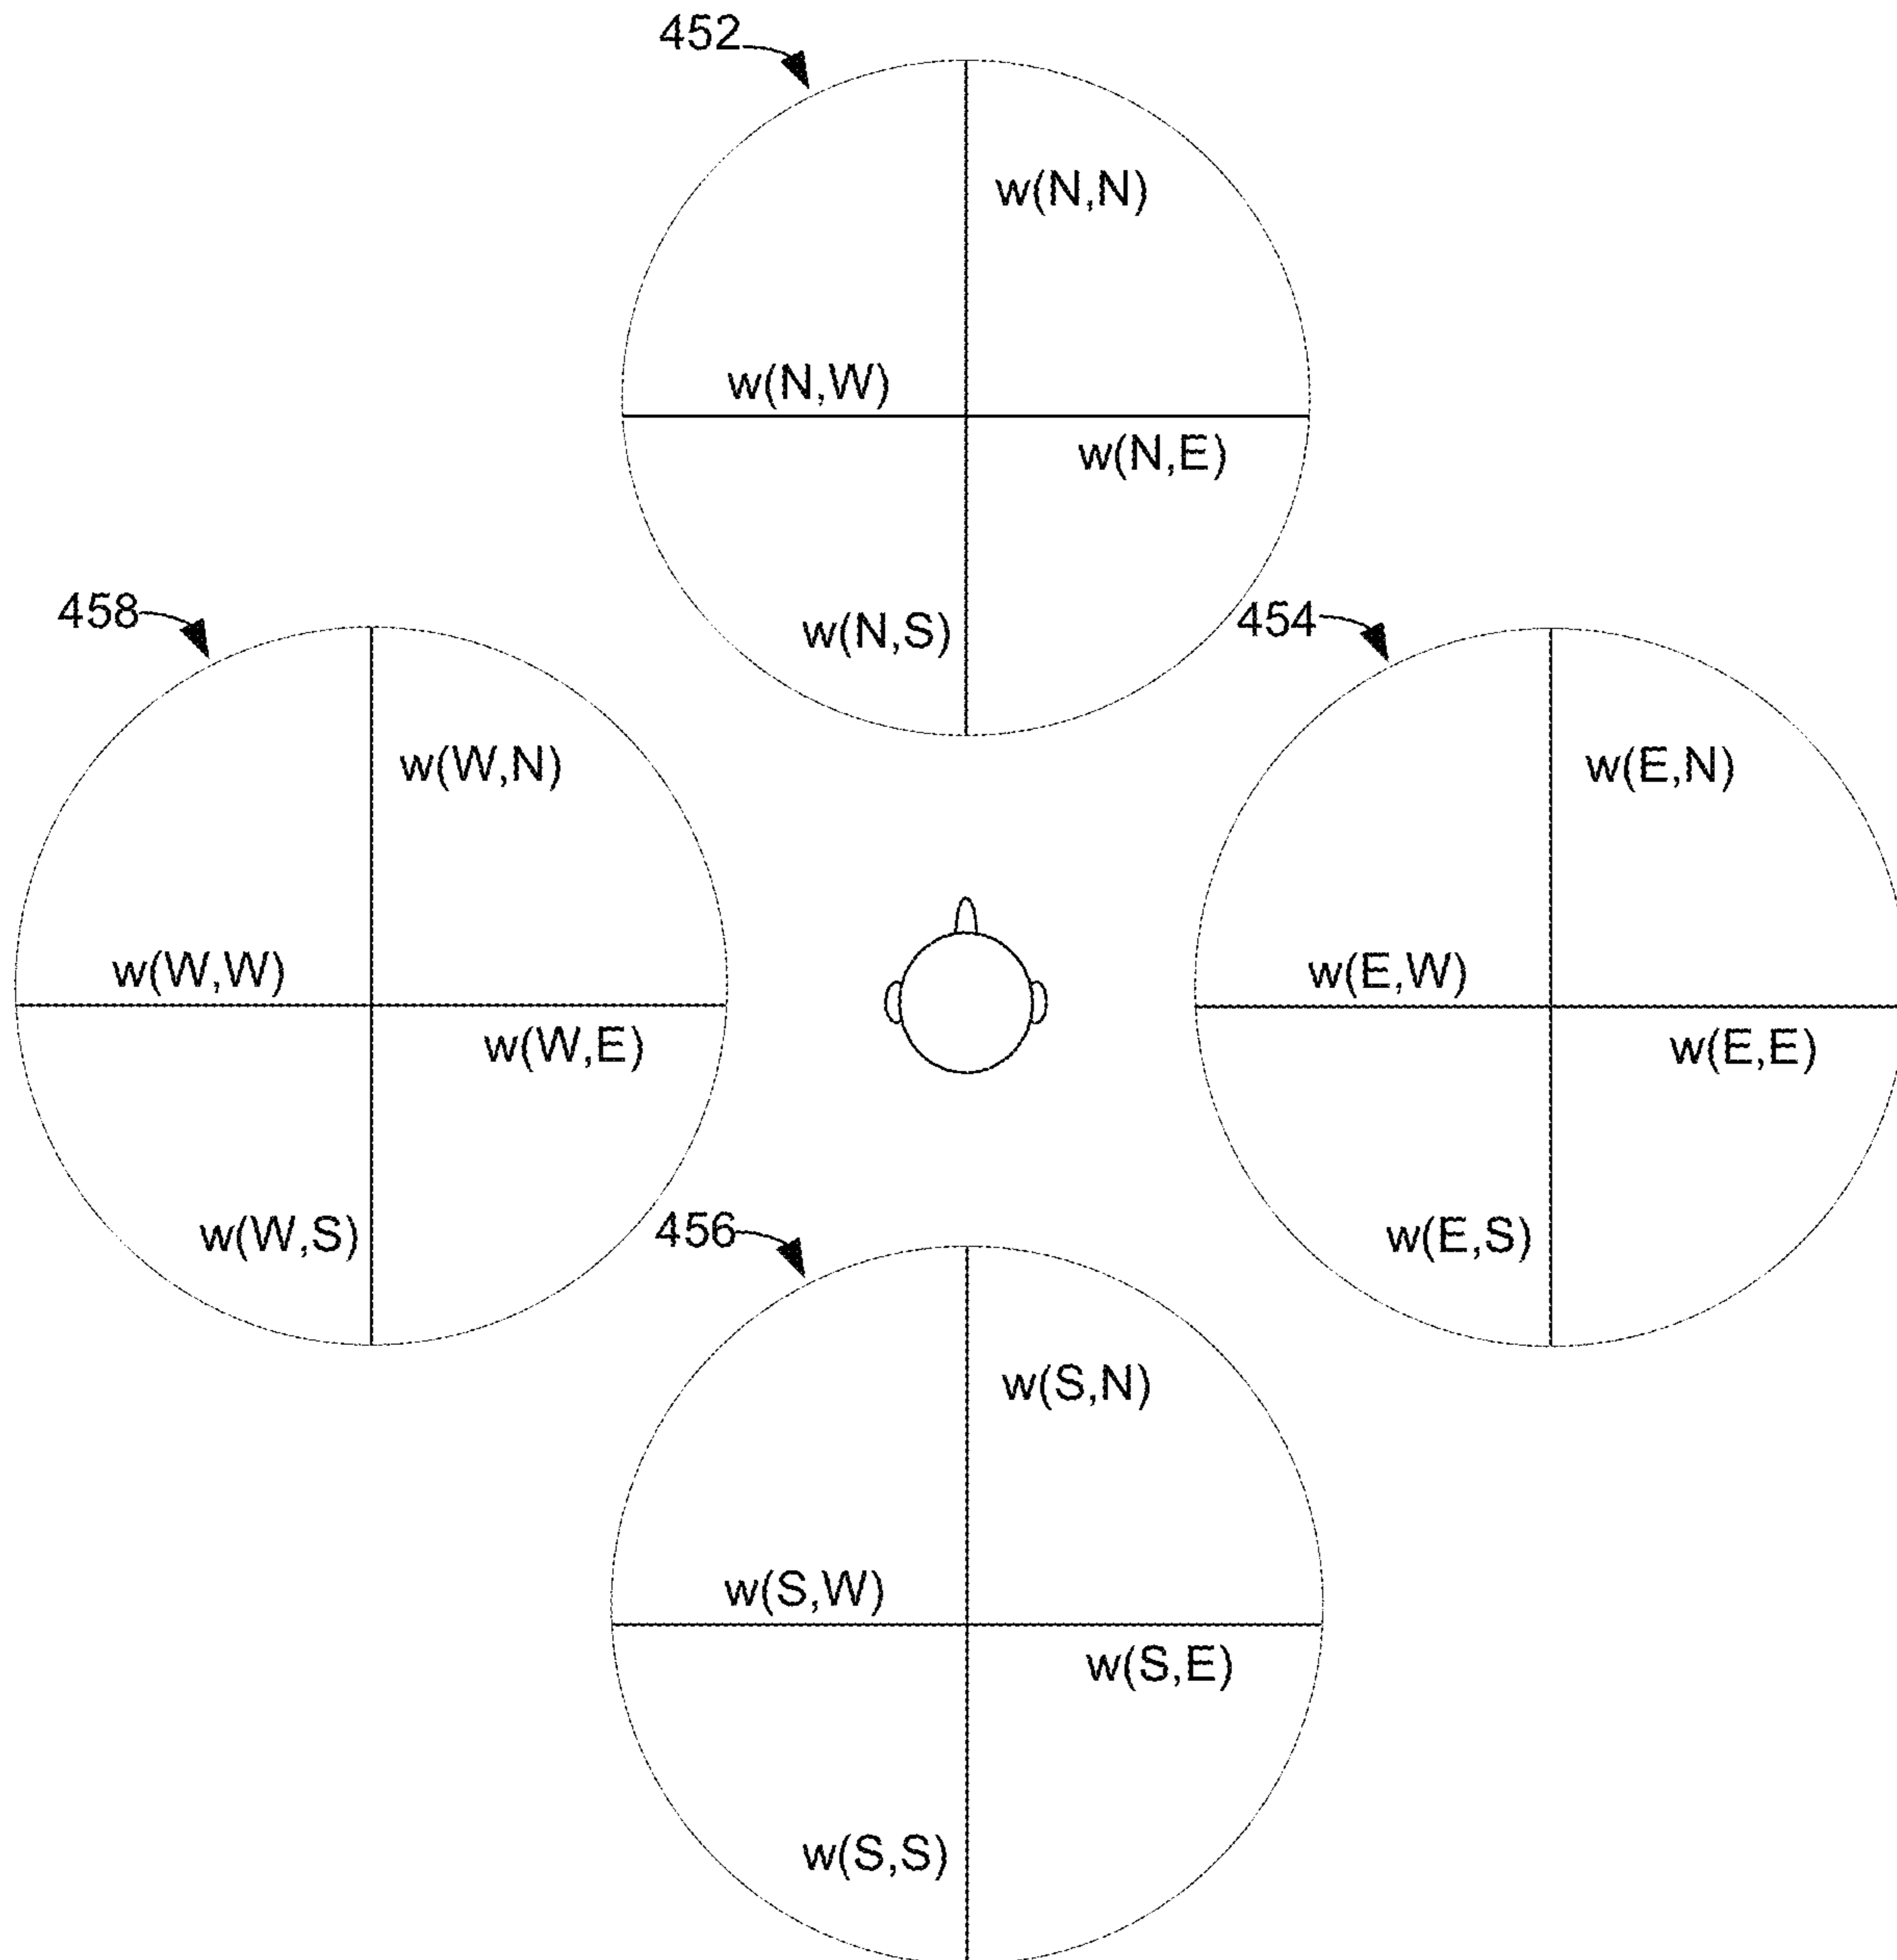 452
w(N,N)
w(N,W)
w(N,E)
w(N,S)
458
454
w(W,N)
w(E,N)
w(W,W)
w(E,W)
w(W,E)
w(E,E)
w(W,S)
456
w(E,S)
w(S,N)
w(S,W)
w(S,E)
w(S,S)